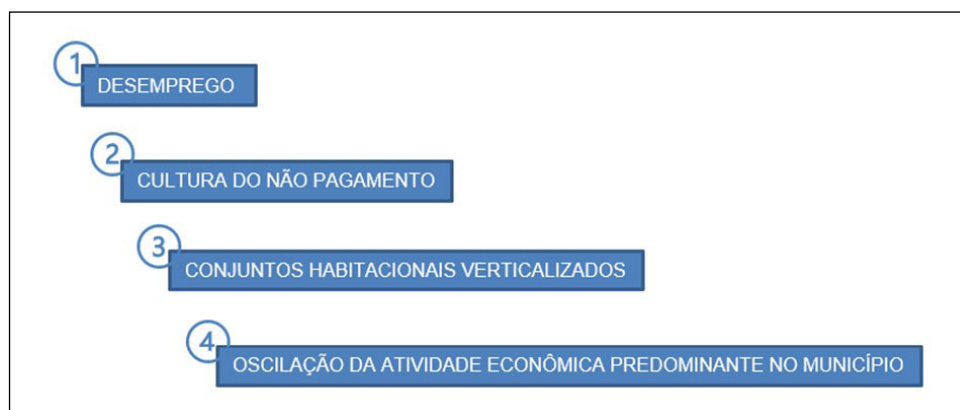 1
DESEMPREGO
2
CULTURA DO NÃO PAGAMENTO
3
CONJUNTOS HABITACIONAIS VERTICALIZADOS
4
OSCILAÇÃO DA ATIVIDADE ECONÔMICA PREDOMINANTE NO MUNICÍPIO